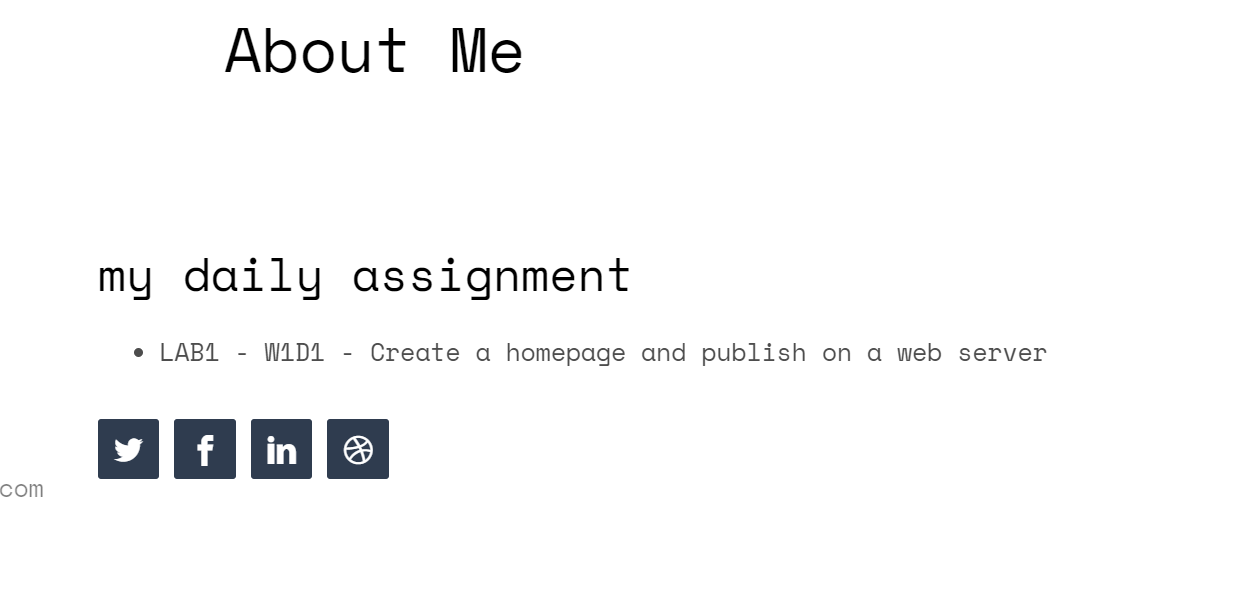 About Me
my daily assignment
LAB1 - W1D1 - Create a homepage and publish on a web server
com